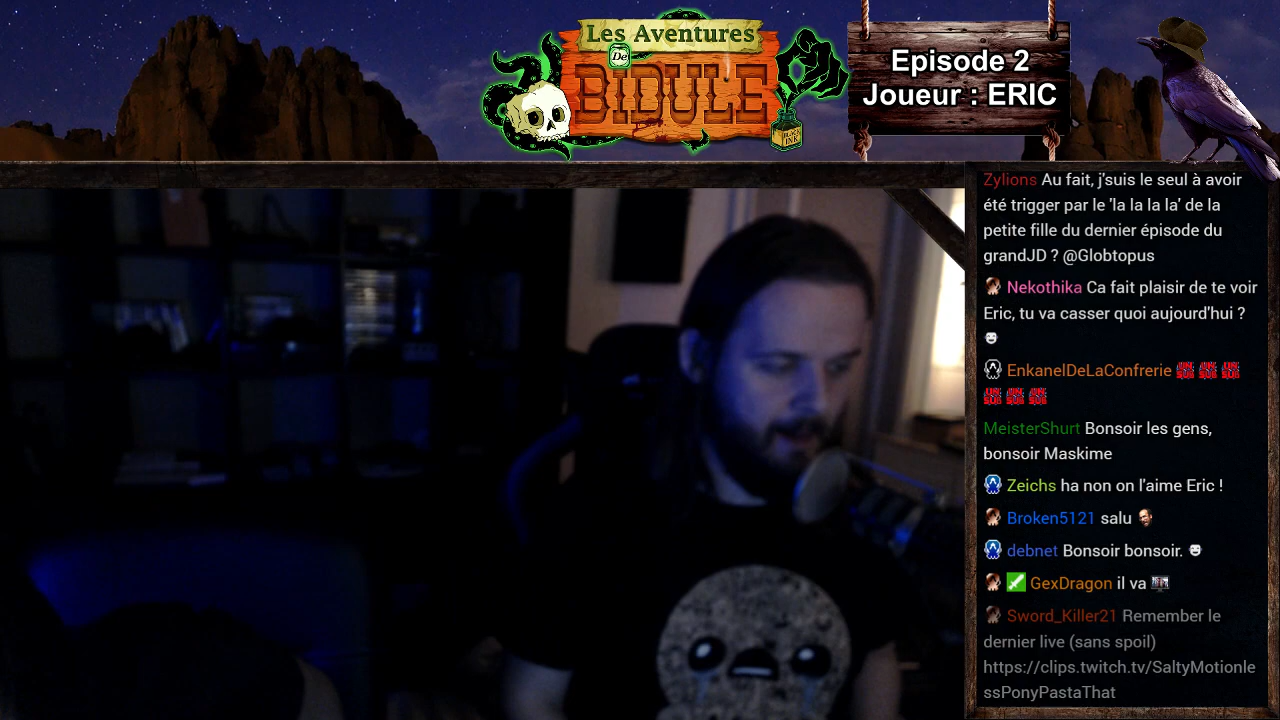 Les Aventures
De
BIDULE
BLACK
INK
Episode 2
Joueur : ERIC
Zylions Au fait, j'suis le seul à avoir
été trigger par le 'la la la la' de la
petite fille du dernier épisode du
grandJD ? @Globtopus
Nekothika Ca fait plaisir de te voir
Eric, tu va casser quoi aujourd'hui ?
EnkanelDeLaConfrerie
MeisterShurt Bonsoir les gens,
bonsoir Maskime
Zeichs ha non on l'aime Eric !
Broken5121 salu
debnet Bonsoir bonsoir.
GexDragon il va
Sword_Killer21 Remember le
dernier live (sans spoil)
https://clips.twitch.tv/SaltyMotionle
ssPonyPastaThat